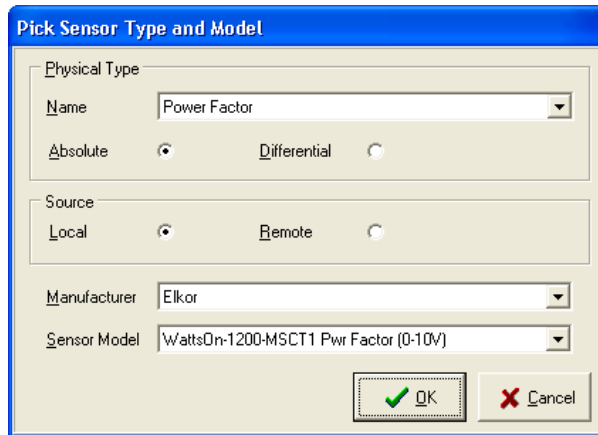 Pick Sensor Type and Model
Physical Type
Name Power Factor
Absolute Differential
Source
Local Remote
Manufacturer Elkor
Sensor Model WattsOn-1200-MSCT1 Pwr Factor (0-10V)
OK Cancel